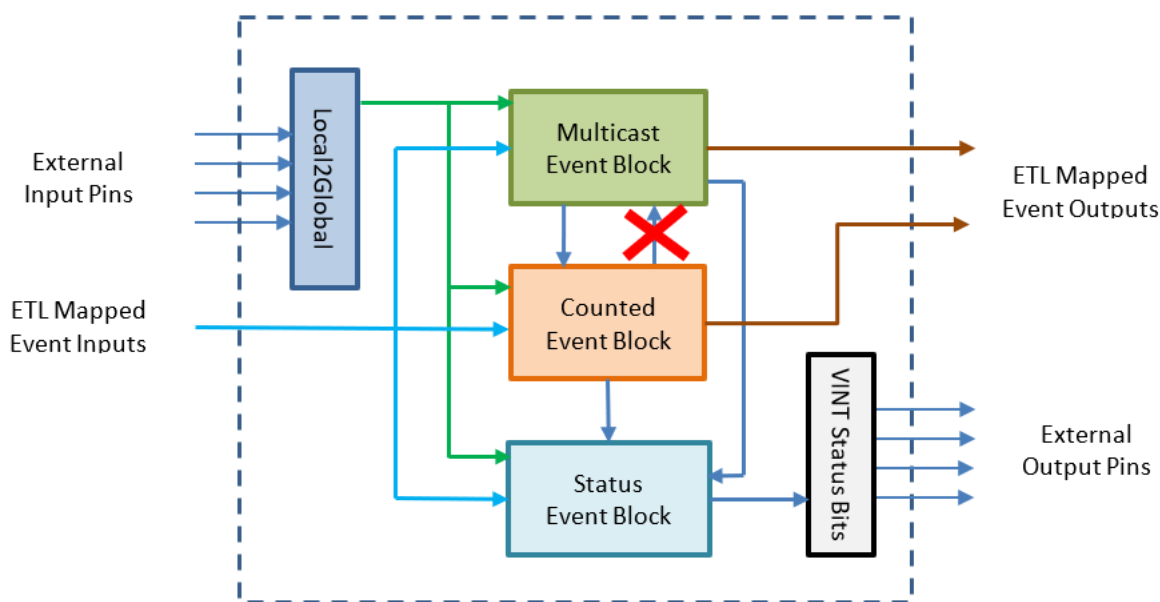 External
Input Pins
ETL Mapped
Event Inputs
Local2Global
Multicast
Event Block
Counted
Event Block
Status
Event Block
VINT Status Bits
ETL Mapped
Event Outputs
External
Output Pins